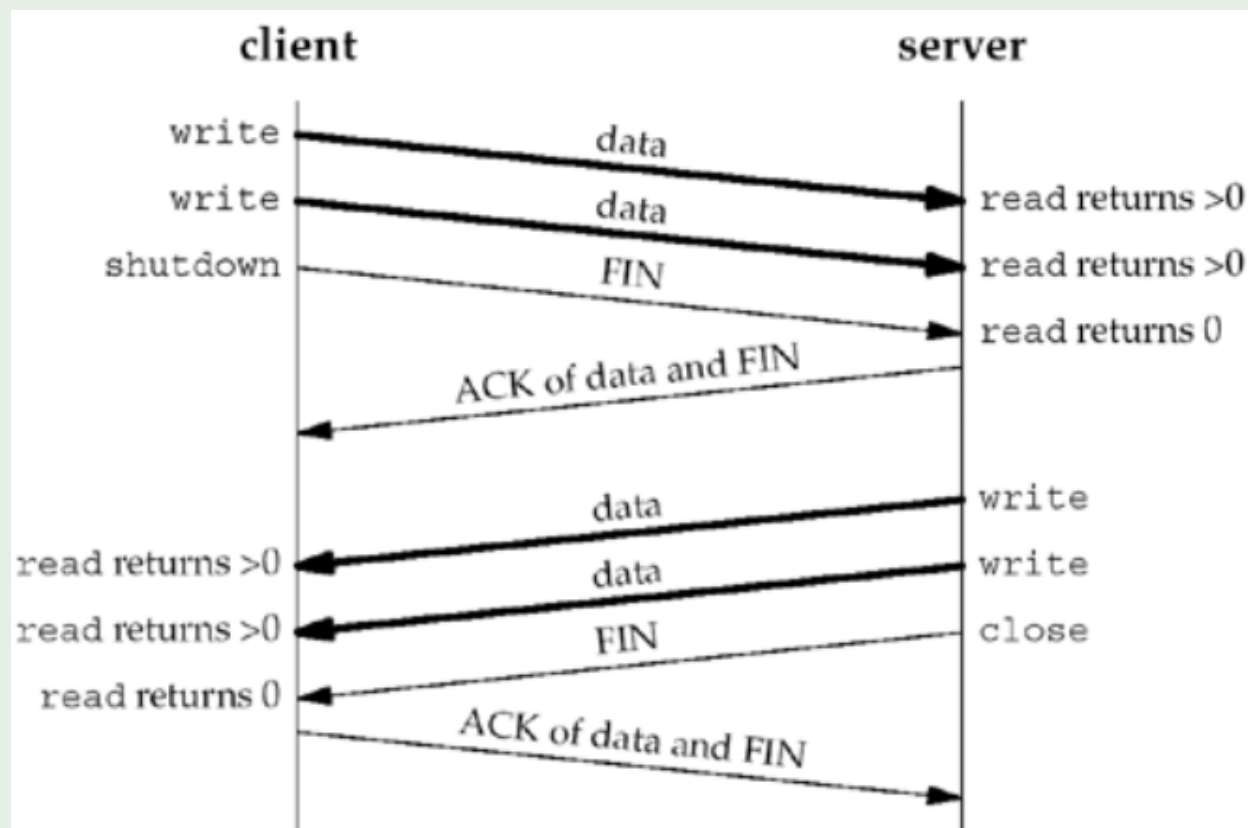 client server
write data
write data read returns >0
shutdown FIN read returns >0
read returns 0
ACK of data and FIN
data write
read returns >0 data write
read returns >0 FIN close
read returns 0
ACK of data and FIN